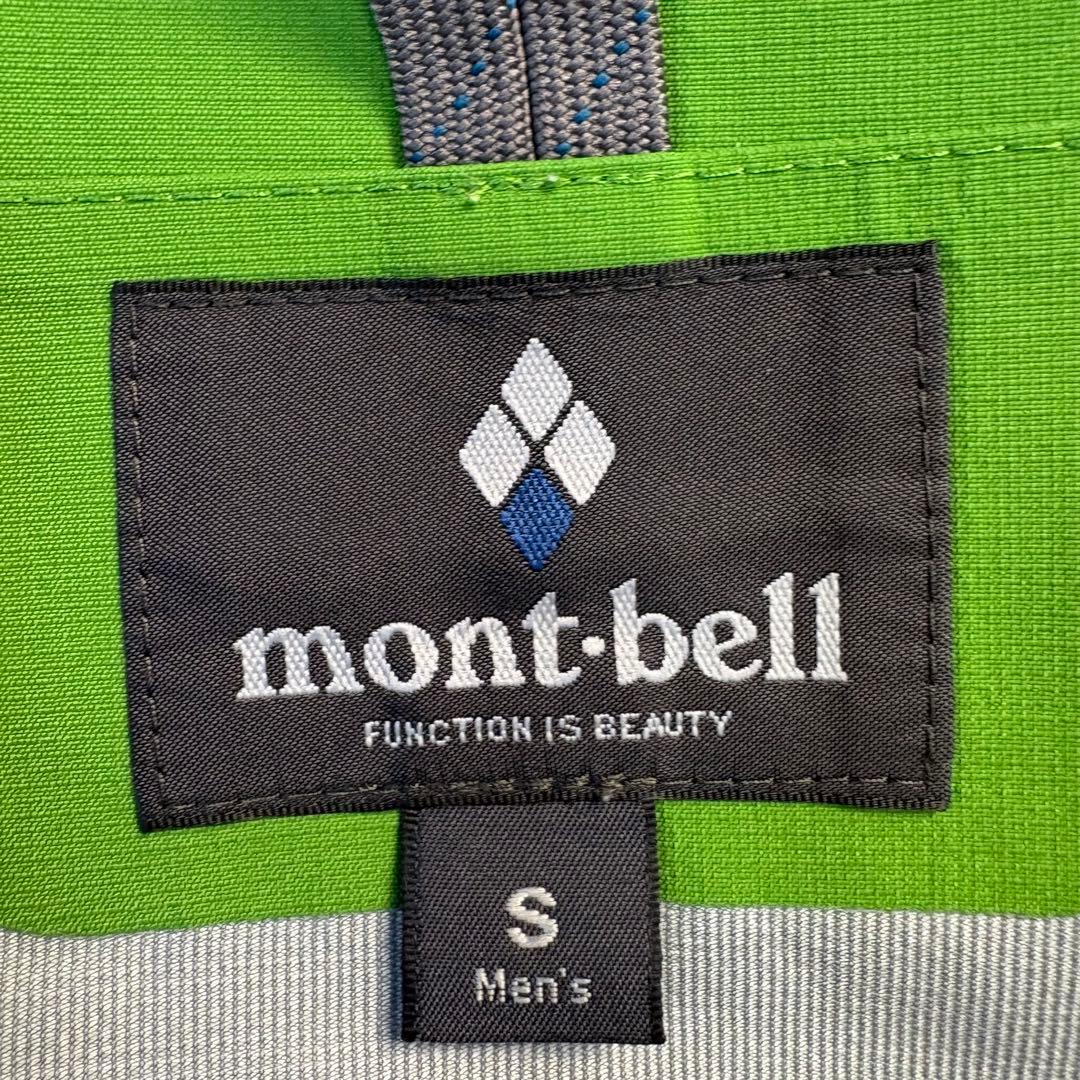 mont·bell
FUNCTION IS BEAUTY
S
Men's